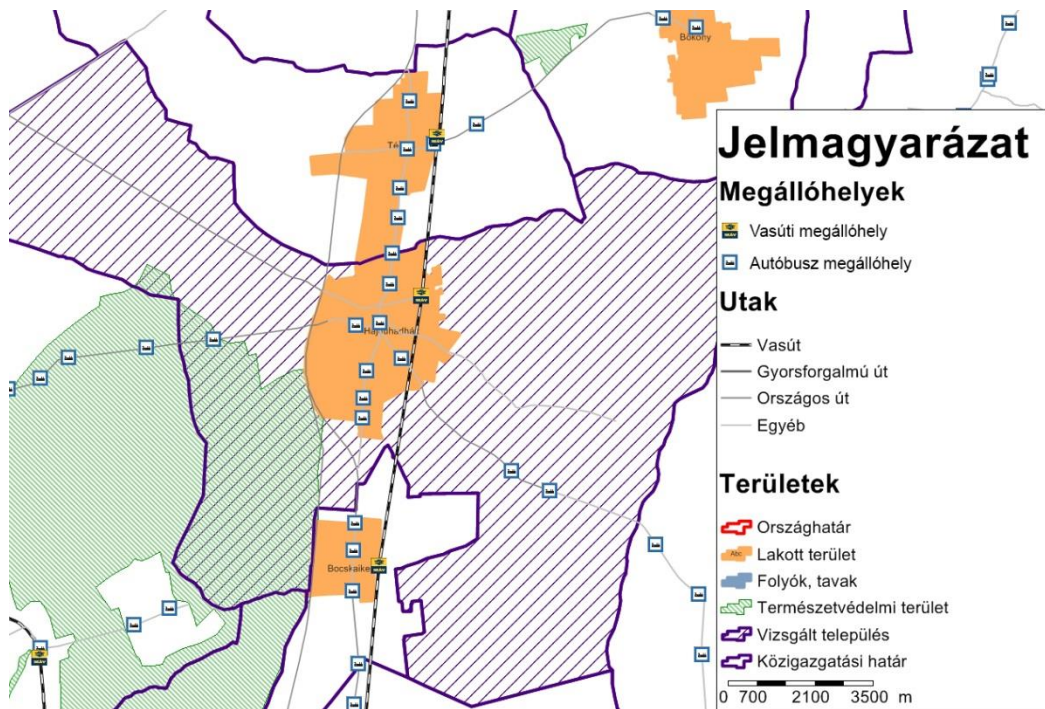 Bököny
Jelmagyarázat
Megállóhelyek
Vasúti megállóhely
Autóbusz megállóhely
Utak
Vasút
Gyorsforgalmú út
Országos út
Egyéb
Területek
Országhatár
Abc
Lakott terület
Folyók, tavak
Természetvédelmi terület
Vizsgált település
Közigazgatási határ
0 700 2100 3500 m